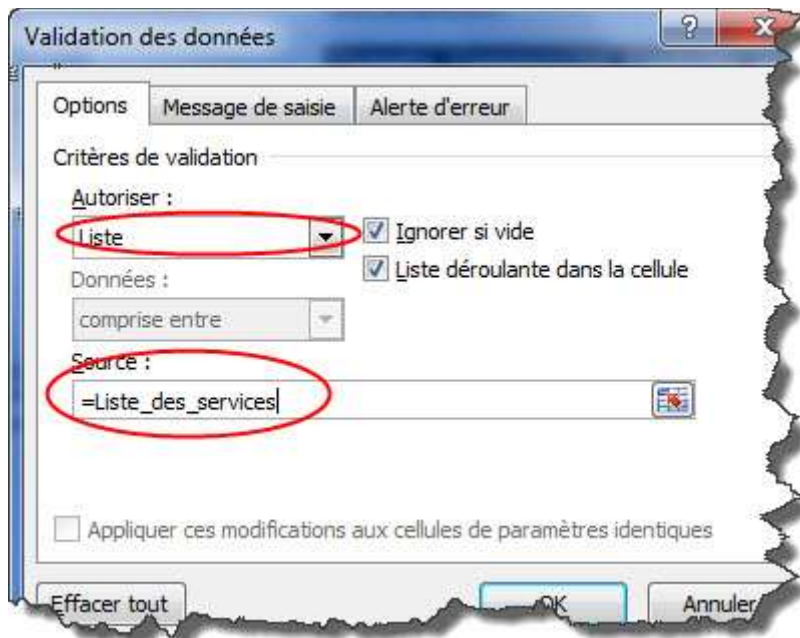 Validation des données
?
X
Options
Message de saisie
Alerte d'erreur
Critères de validation
Autoriser :
Liste
Ignorer si vide
Données :
Liste déroulante dans la cellule
comprise entre
Source :
=Liste_des_services
Appliquer ces modifications aux cellules de paramètres identiques
Effacer tout
OK
Annuler